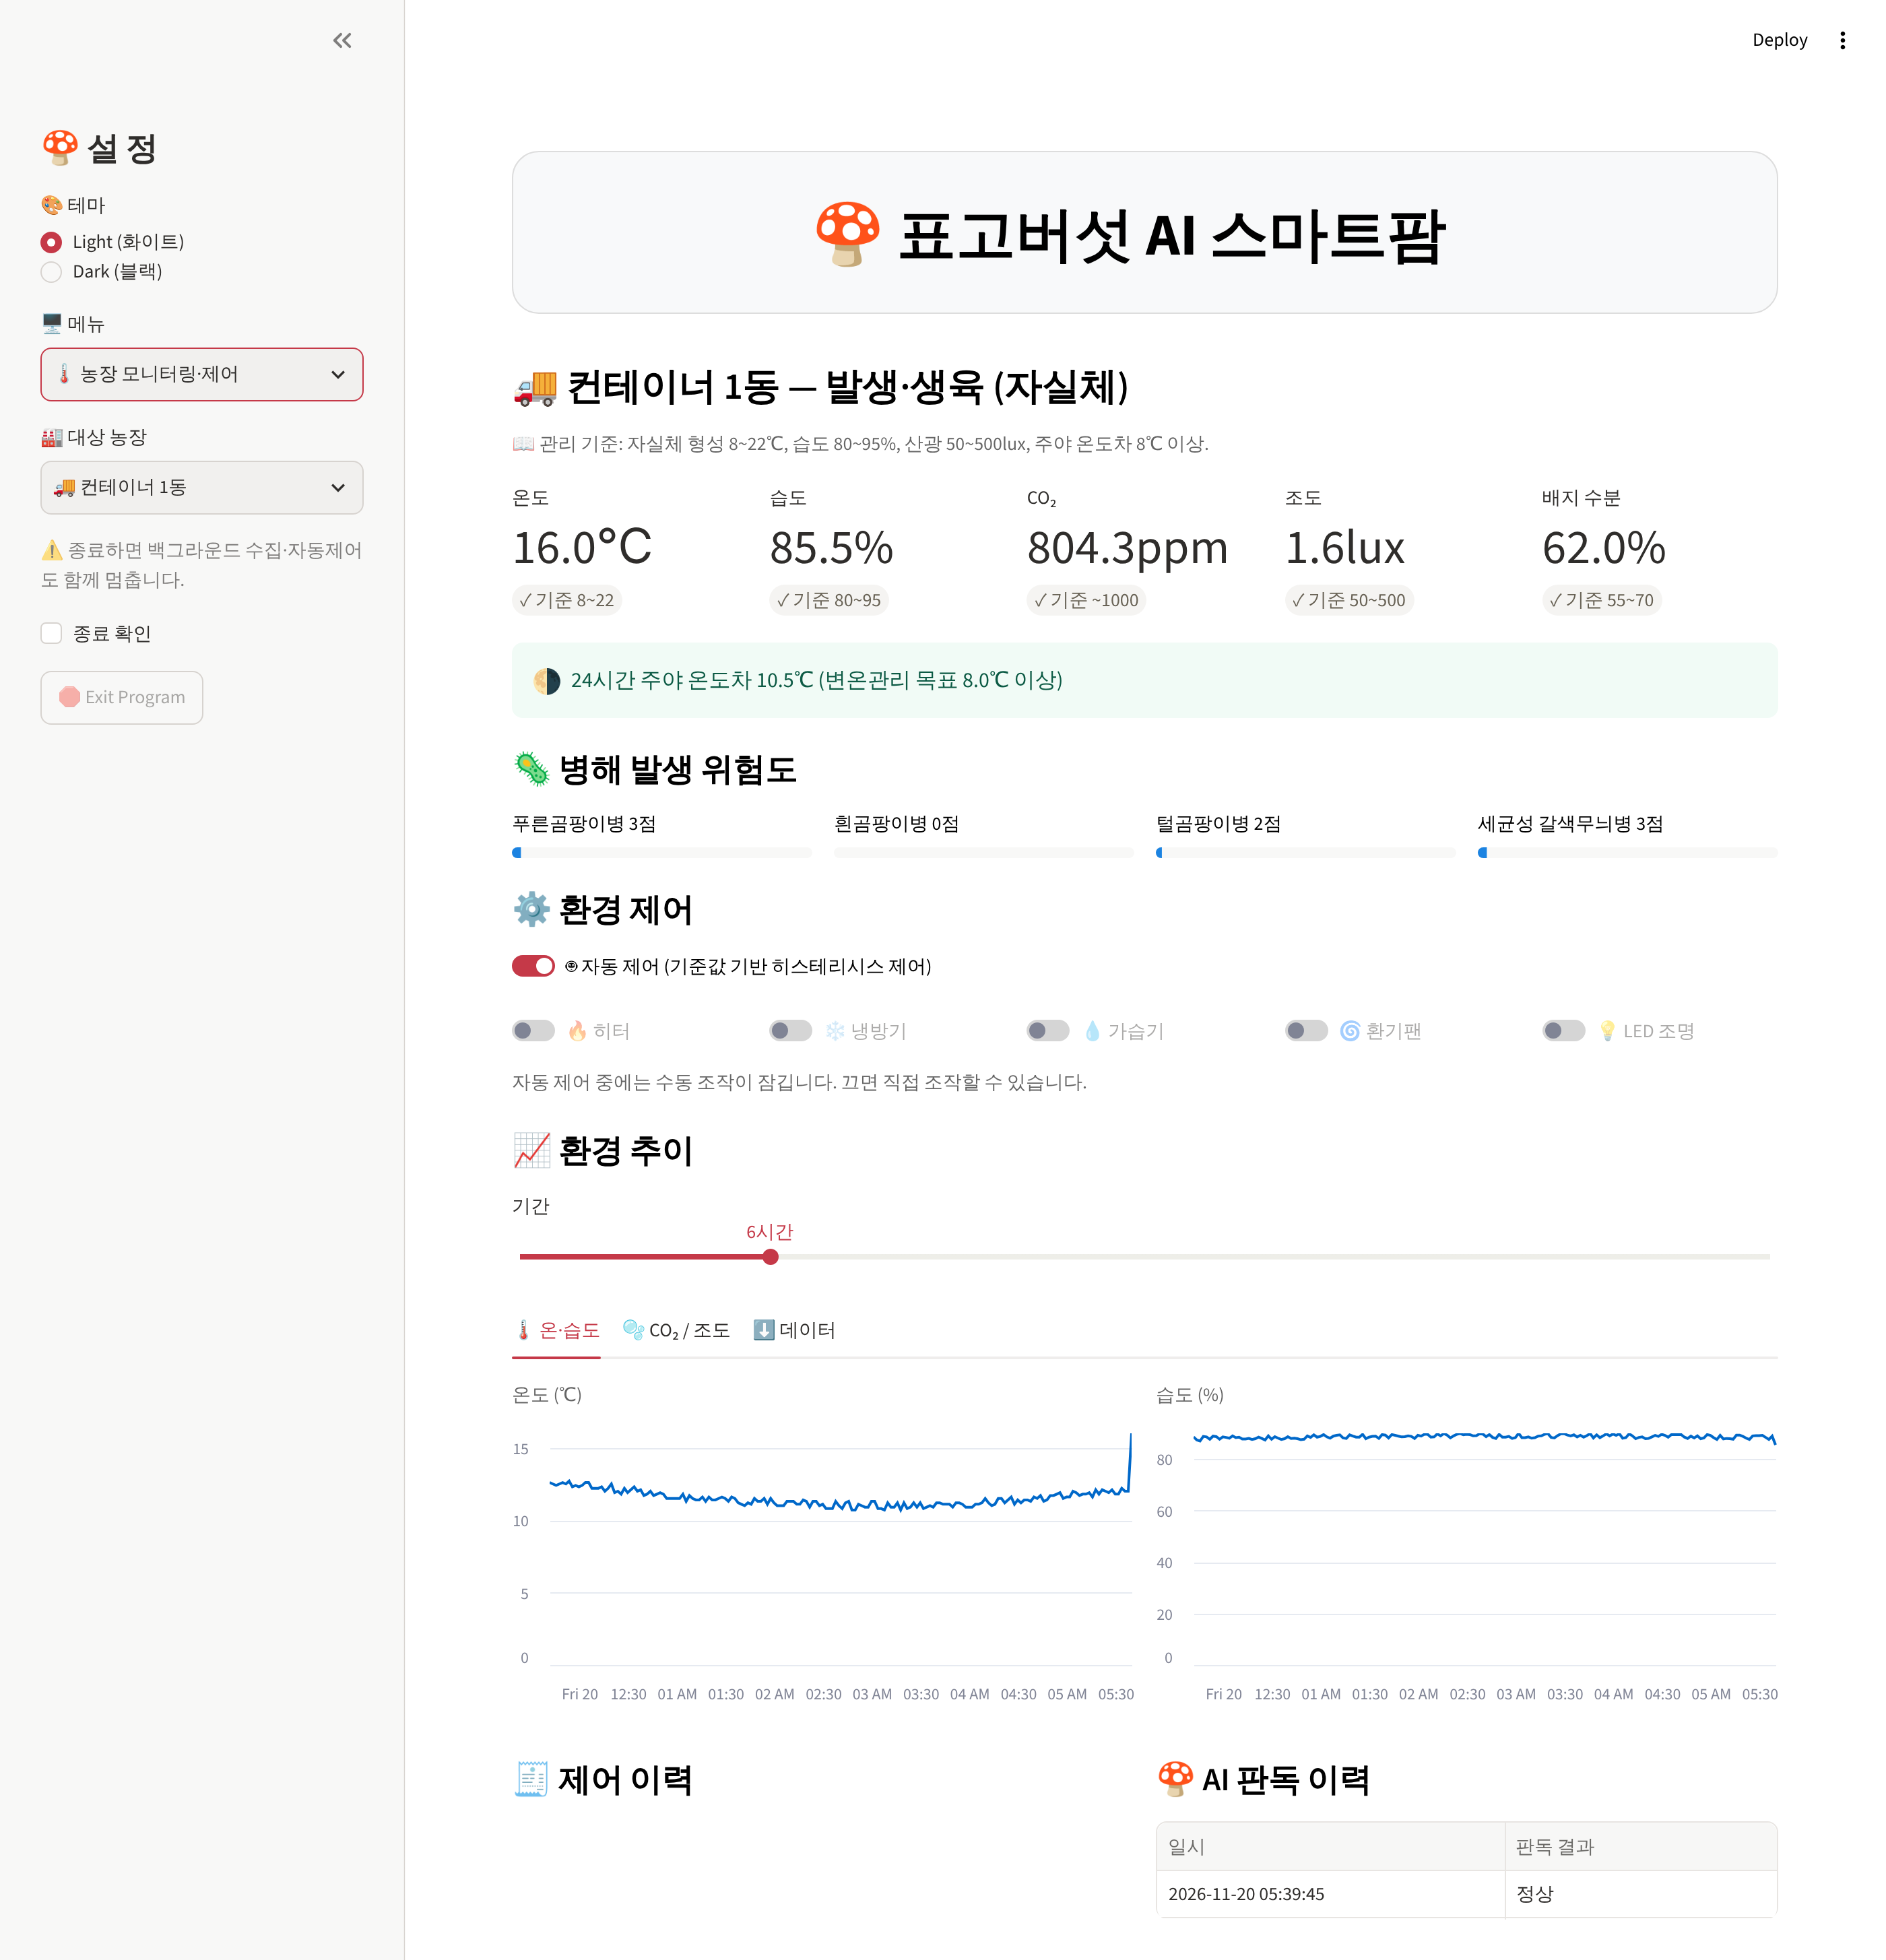 Deploy
🍄 설 정
🎨 테마
Light (화이트)
Dark (블랙)
🖥️ 메뉴
🌡️ 농장 모니터링·제어
🏭 대상 농장
🚚 컨테이너 1동
⚠️ 종료하면 백그라운드 수집·자동제어
도 함께 멈춥니다.
종료 확인
🛑 Exit Program
🍄 표고버섯 AI 스마트팜
🚚 컨테이너 1동 — 발생·생육 (자실체)
📖 관리 기준: 자실체 형성 8~22℃, 습도 80~95%, 산광 50~500lux, 주야 온도차 8℃ 이상.
온도 습도 CO₂ 조도 배지 수분
16.0℃ 85.5% 804.3ppm 1.6lux 62.0%
✓ 기준 8~22 ✓ 기준 80~95 ✓ 기준 ~1000 ✓ 기준 50~500 ✓ 기준 55~70
🌗 24시간 주야 온도차 10.5℃ (변온관리 목표 8.0℃ 이상)
🦠 병해 발생 위험도
푸른곰팡이병 3점 흰곰팡이병 0점 털곰팡이병 2점 세균성 갈색무늬병 3점
⚙️ 환경 제어
자동 제어 (기준값 기반 히스테리시스 제어)
🔥 히터 ❄️ 냉방기 💧 가습기 🌀 환기팬 💡 LED 조명
자동 제어 중에는 수동 조작이 잠깁니다. 끄면 직접 조작할 수 있습니다.
📈 환경 추이
기간
6시간
🌡️ 온·습도 🫧 CO₂ / 조도 ⬇️ 데이터
온도 (℃)
15
10
5
0
Fri 20 12:30 01 AM 01:30 02 AM 02:30 03 AM 03:30 04 AM 04:30 05 AM 05:30
습도 (%)
80
60
40
20
0
Fri 20 12:30 01 AM 01:30 02 AM 02:30 03 AM 03:30 04 AM 04:30 05 AM 05:30
🧾 제어 이력
🍄 AI 판독 이력
일시 판독 결과
2026-11-20 05:39:45 정상